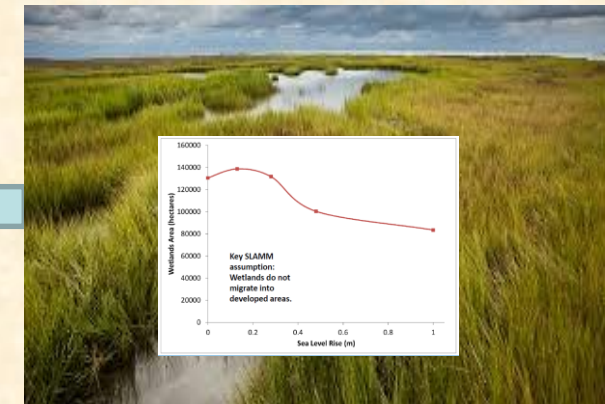 160000
140000
120000
100000
80000
60000
40000
20000
0
Wetlands Area (hectares)
Key SLAMM
assumption:
Wetlands do not
migrate into
developed areas.
0
0.2
0.4
0.6
0.8
1
Sea Level Rise (m)